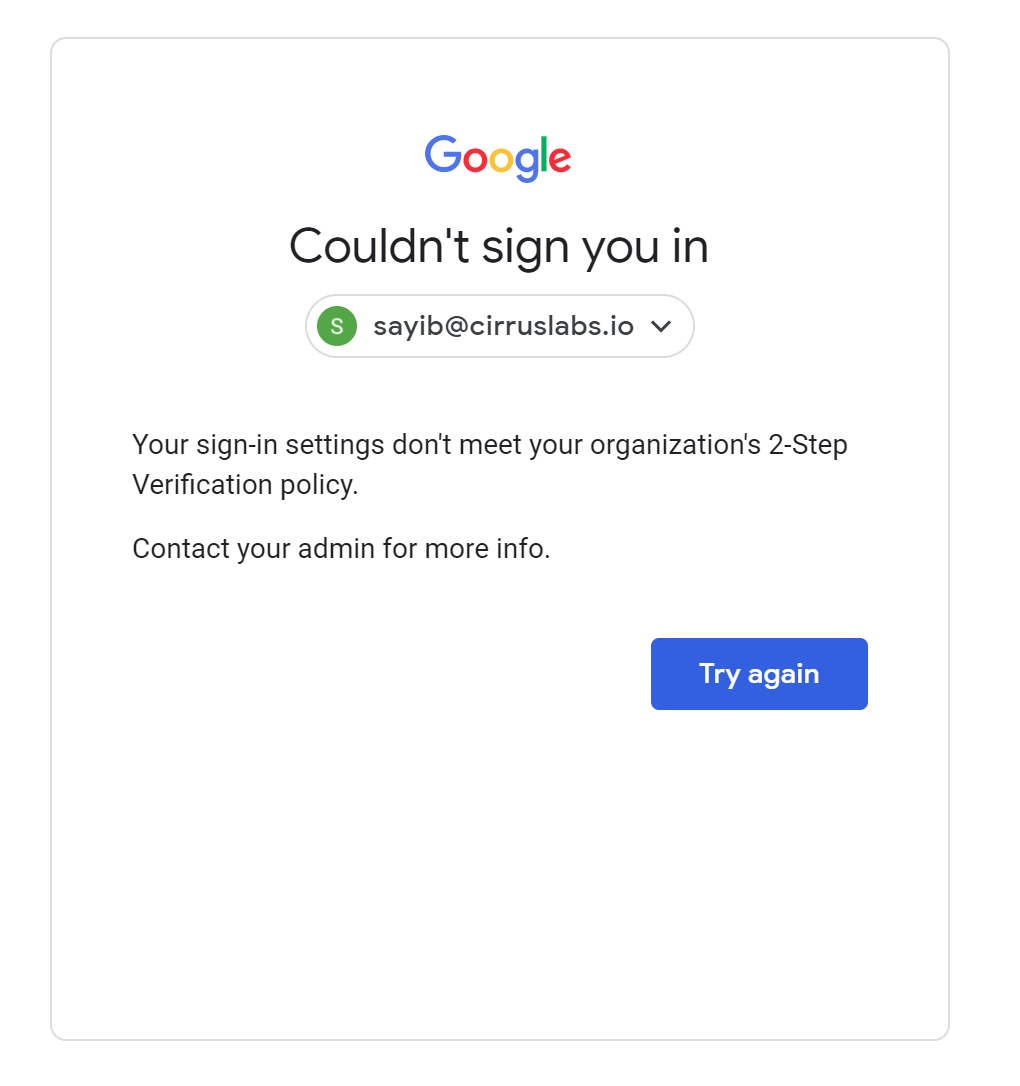 Google
Couldn't sign you in
S sayib@cirruslabs.io
Your sign-in settings don't meet your organization's 2-Step
Verification policy.
Contact your admin for more info.
Try again